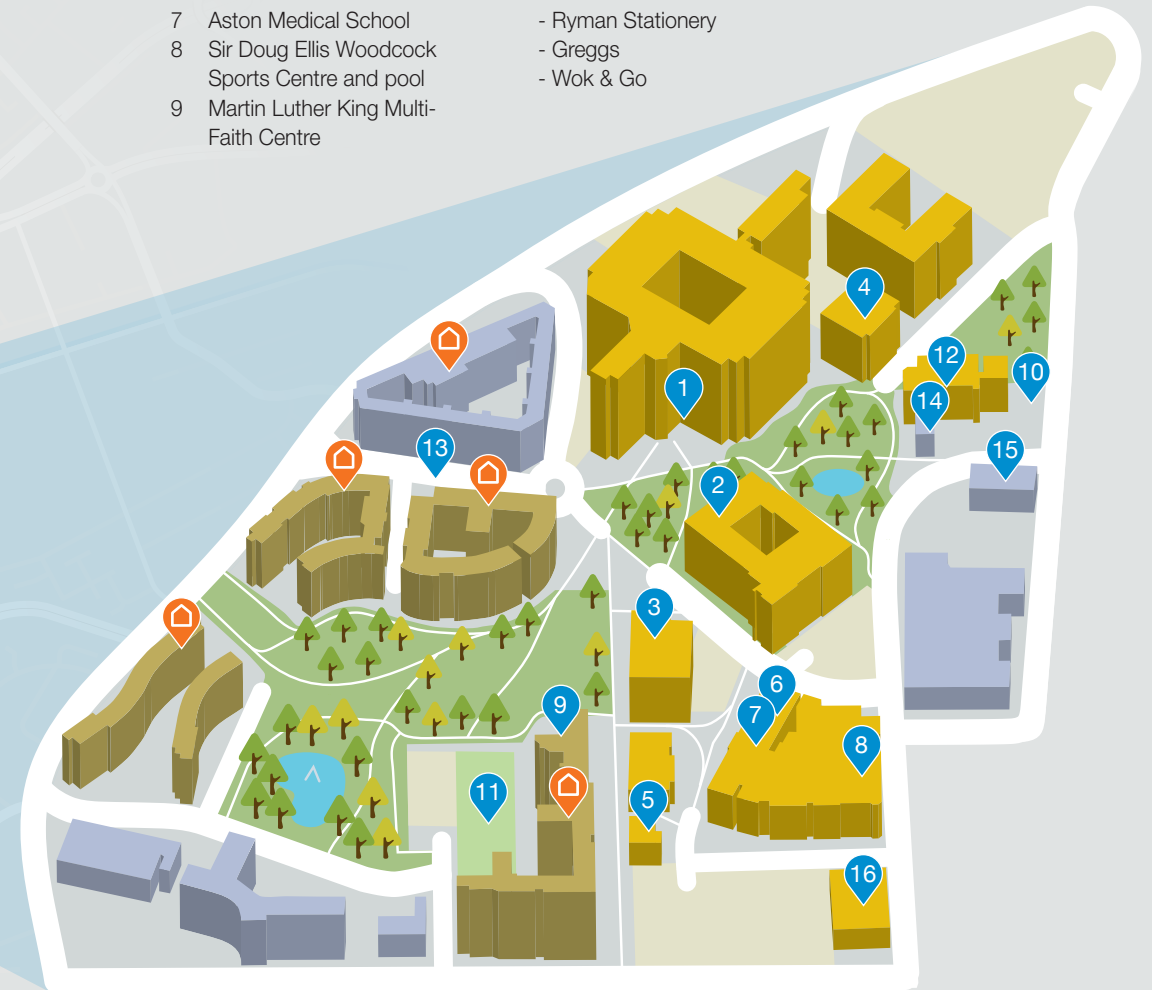 7 Aston Medical School
8 Sir Doug Ellis Woodcock
Sports Centre and pool
9 Martin Luther King Multi-
Faith Centre
- Ryman Stationery
- Greggs
- Wok & Go
4
12
10
1
14
13
15
2
3
6
9
7
8
11
5
16